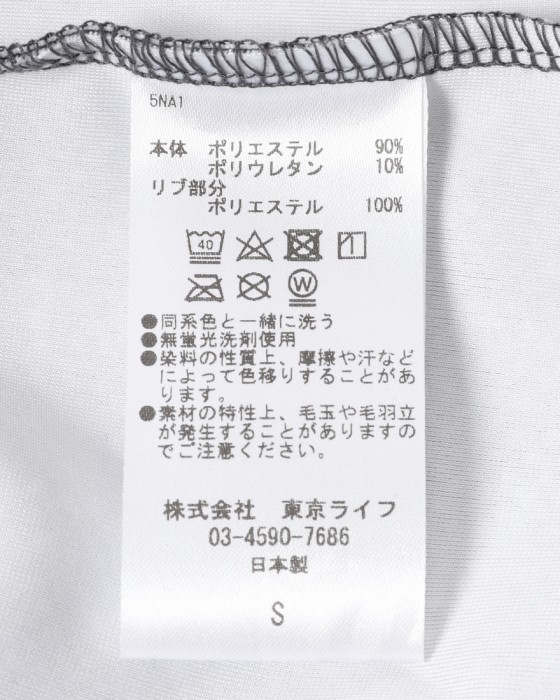 5NA1
本体 ポリエステル 90%
ポリウレタン 10%
リブ部分
ポリエステル 100%
40
W
●同系色と一緒に洗う
●無蛍光洗剤使用
●染料の性質上、摩擦や汗など
によって色移りすることがあ
ります。
●素材の特性上、毛玉や毛羽立
が発生することがありますの
でご注意ください。
株式会社 東京ライフ
03-4590-7686
日本製
S